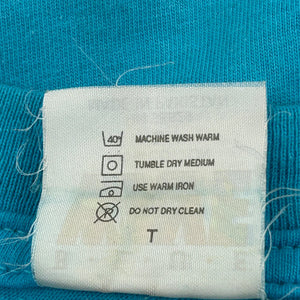 40° MACHINE WASH WARM
TUMBLE DRY MEDIUM
USE WARM IRON
DO NOT DRY CLEAN
T